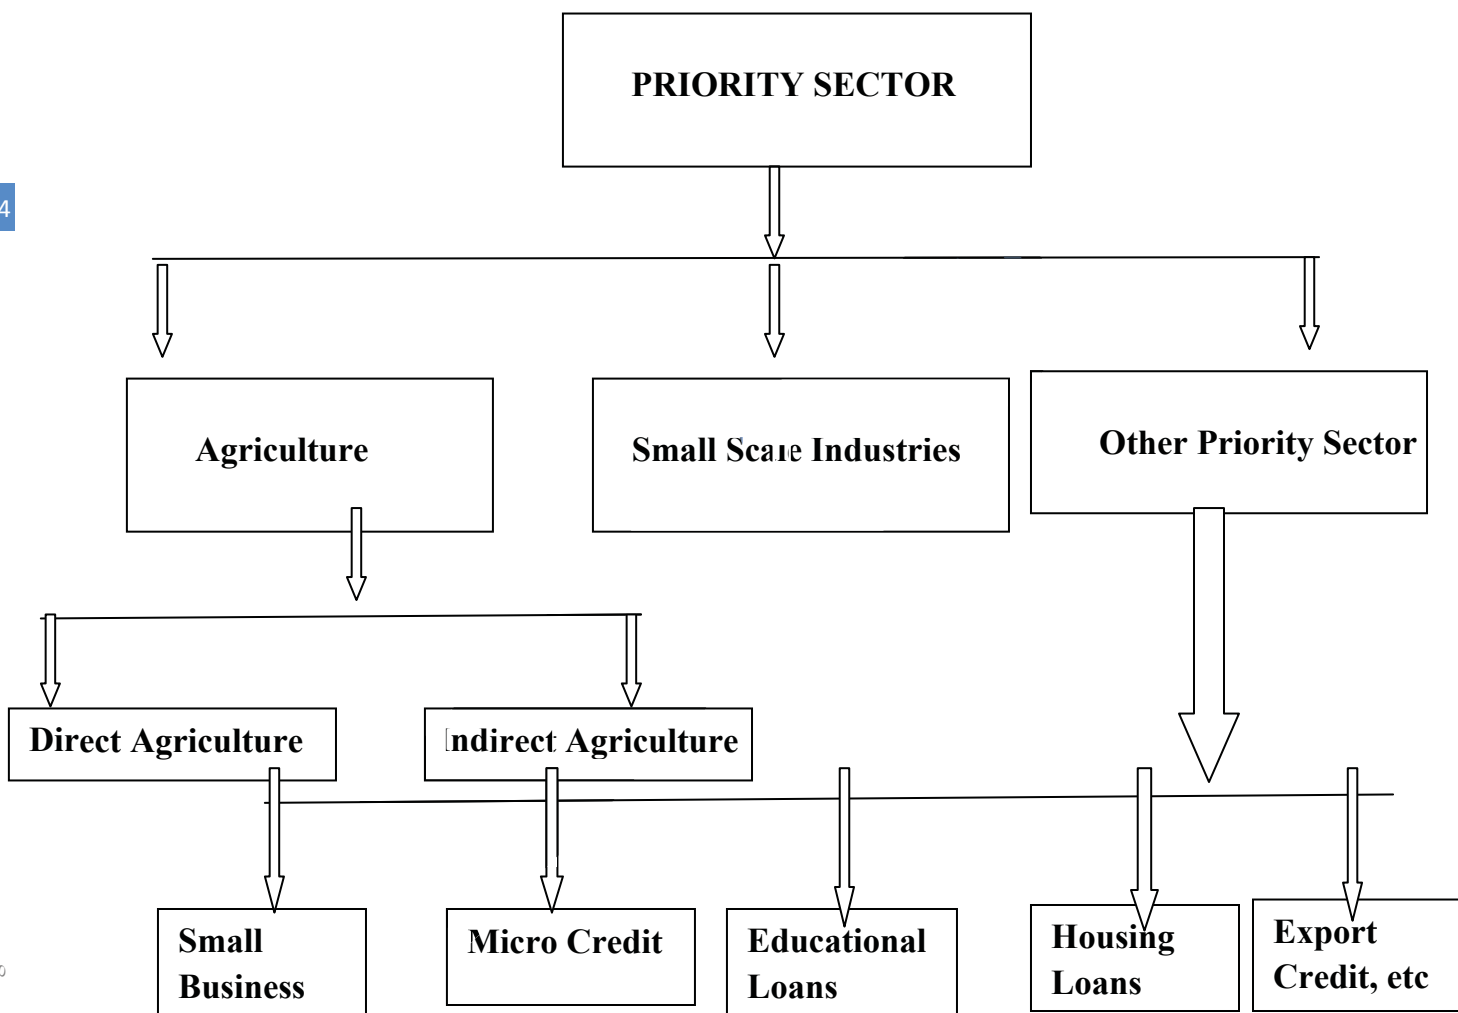 PRIORITY SECTOR
4
Agriculture
Small Scale Industries
Other Priority Sector
Direct Agriculture
Indirect Agriculture
Small
Business
Micro Credit
Educational
Loans
Housing
Loans
Export
Credit, etc